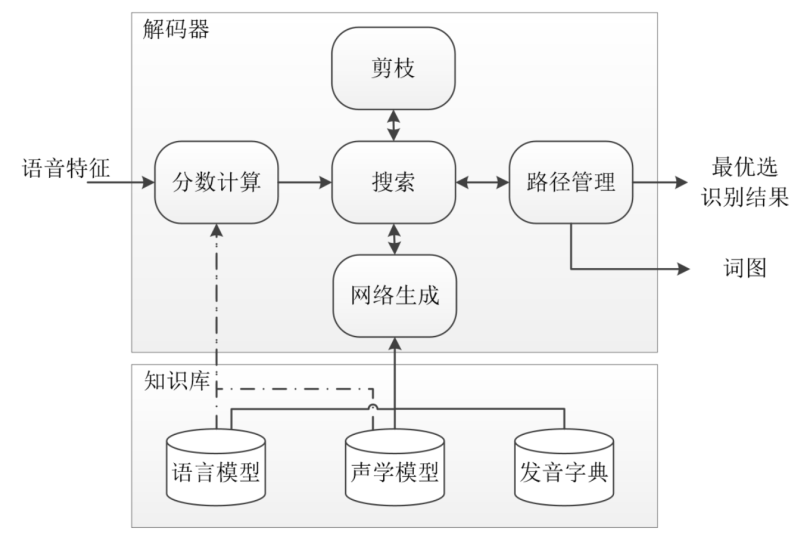 解码器
剪枝
语音特征
分数计算
搜索
路径管理
最优选
识别结果
词图
网络生成
知识库
语言模型
声学模型
发音字典